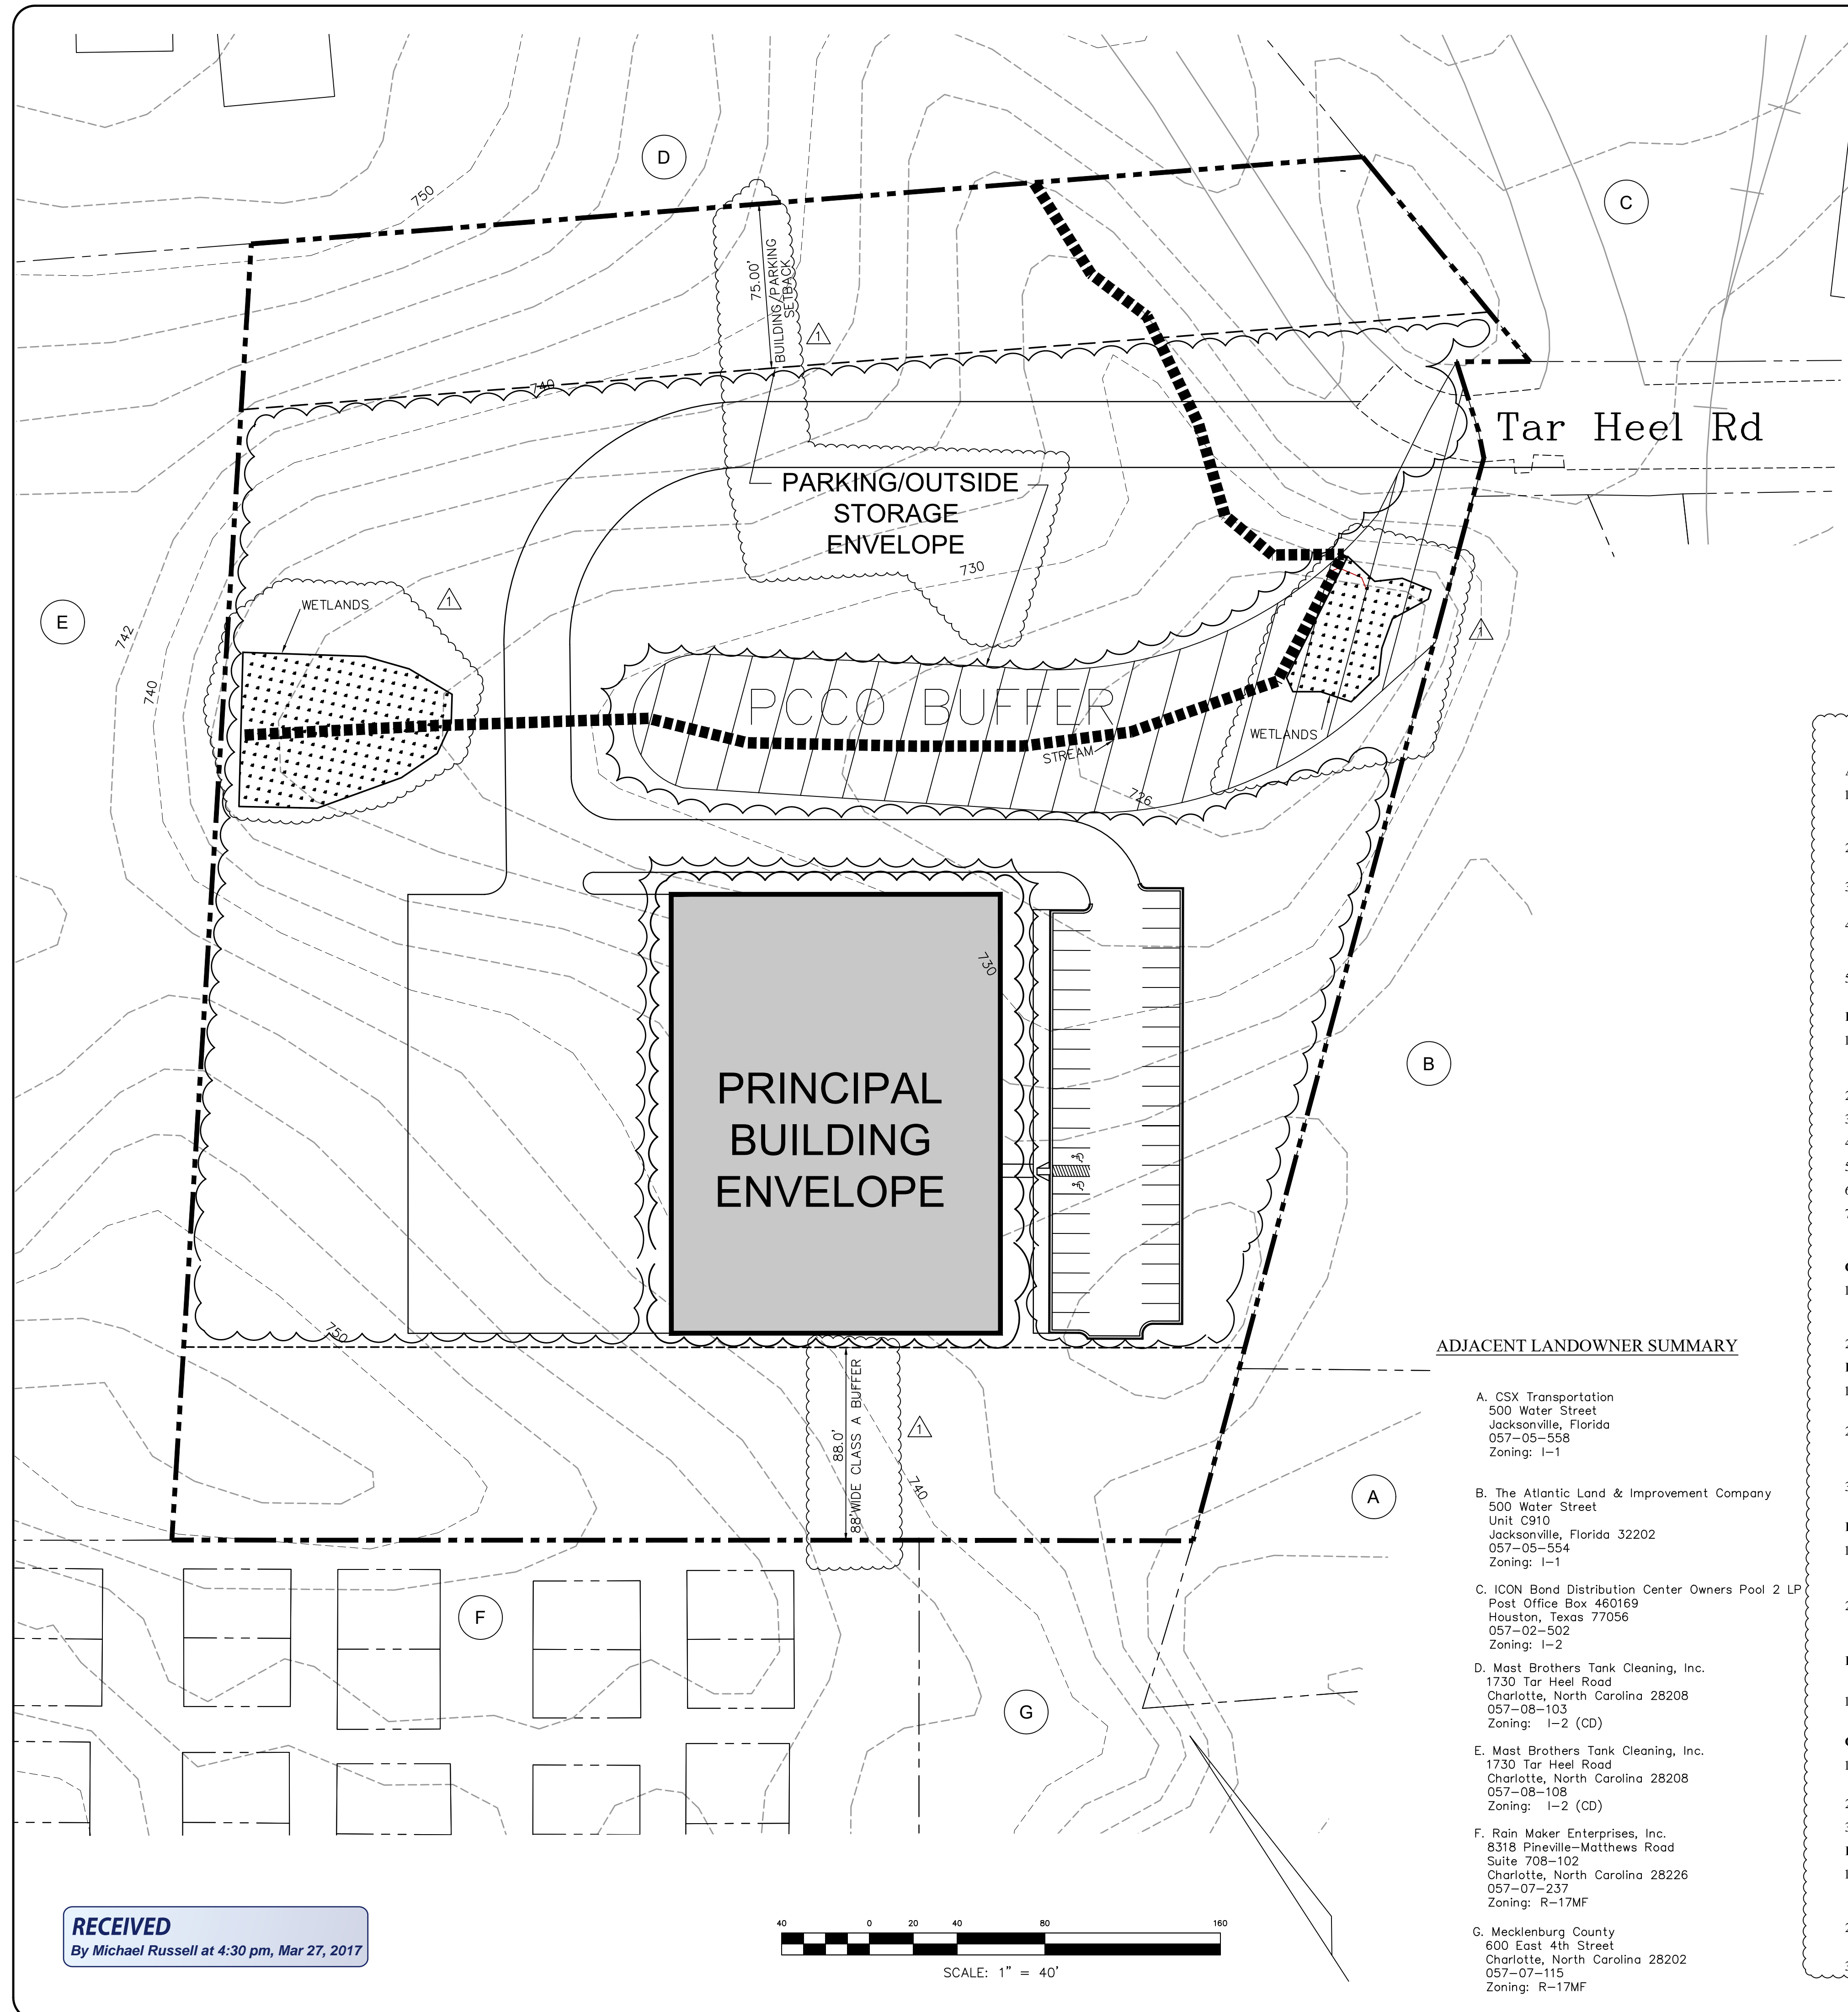 D
C
750
75.00'
BUILDING/PARKING
SETBACK
1
740
Tar Heel Rd
PARKING/OUTSIDE
STORAGE
ENVELOPE
730
E
742
740
WETLANDS
1
1
PCCO BUFFER
STREAM
WETLANDS
726
730
PRINCIPAL
BUILDING
ENVELOPE
B
750
88.0'
88'WIDE CLASS A BUFFER
1
740
A
F
G
ADJACENT LANDOWNER SUMMARY
A. CSX Transportation
500 Water Street
Jacksonville, Florida
057-05-558
Zoning: I-1
B. The Atlantic Land & Improvement Company
500 Water Street
Unit C910
Jacksonville, Florida 32202
057-05-554
Zoning: I-1
C. ICON Bond Distribution Center Owners Pool 2 LP
Post Office Box 460169
Houston, Texas 77056
057-02-502
Zoning: I-2
D. Mast Brothers Tank Cleaning, Inc.
1730 Tar Heel Road
Charlotte, North Carolina 28208
057-08-103
Zoning: I-2 (CD)
E. Mast Brothers Tank Cleaning, Inc.
1730 Tar Heel Road
Charlotte, North Carolina 28208
057-08-108
Zoning: I-2 (CD)
F. Rain Maker Enterprises, Inc.
8318 Pineville-Matthews Road
Suite 708-102
Charlotte, North Carolina 28226
057-07-237
Zoning: R-17MF
G. Mecklenburg County
600 East 4th Street
Charlotte, North Carolina 28202
057-07-115
Zoning: R-17MF
RECEIVED
By Michael Russell at 4:30 pm, Mar 27, 2017
40 0 20 40 80 160
SCALE: 1" = 40'